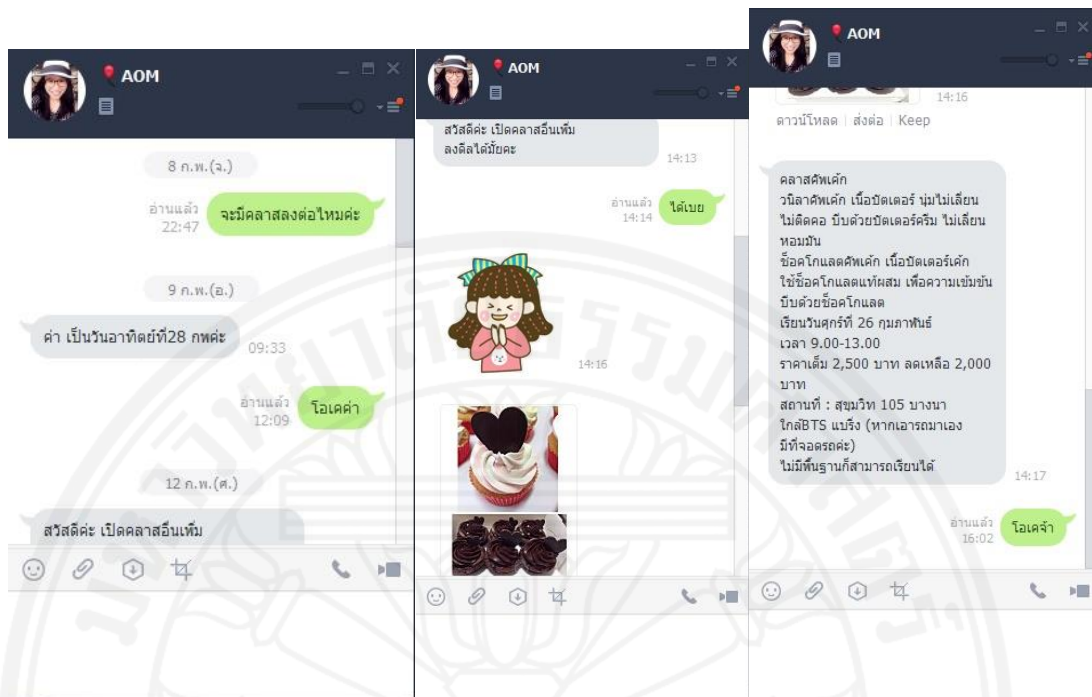 AOM
8 ก.พ.(จ.)
อ่านแล้ว
22:47
จะมีคลาสลงต่อไหมค่ะ
9 ก.พ.(อ.)
ค่า เป็นวันอาทิตย์ที่28 กพค่ะ
09:33
อ่านแล้ว
12:09
โอเคค่า
12 ก.พ.(ศ.)
สวัสดีค่ะ เปิดคลาสอื่นเพิ่ม
AOM
สวัสดีค่ะ เปิดคลาสอื่นเพิ่ม
ลงดีลได้มั้ยคะ
14:13
อ่านแล้ว
14:14
ได้เบย
14:16
AOM
14:16
ดาวน์โหลด | ส่งต่อ | Keep
คลาสคัพเค้ก
วนิลาคัพเค้ก เนื้อบัตเตอร์ นุ่มไม่เลี่ยน
ไม่ติดคอ บีบด้วยบัตเตอร์ครีม ไม่เลี่ยน
หอมมัน
ช็อคโกแลตคัพเค้ก เนื้อบัตเตอร์เค้ก
ใช้ช็อคโกแลตแท้ผสม เพื่อความเข้มข้น
บีบด้วยช็อคโกแลต
เรียนวันศุกร์ที่ 26 กุมภาพันธ์
เวลา 9.00-13.00
ราคาเต็ม 2,500 บาท ลดเหลือ 2,000
บาท
สถานที่ : สุขุมวิท 105 บางนา
ใกล้BTS แบริ่ง (หากเอารถมาเอง
มีที่จอดรถค่ะ)
ไม่มีพื้นฐานก็สามารถเรียนได้
14:17
อ่านแล้ว
16:02
โอเคจ้า